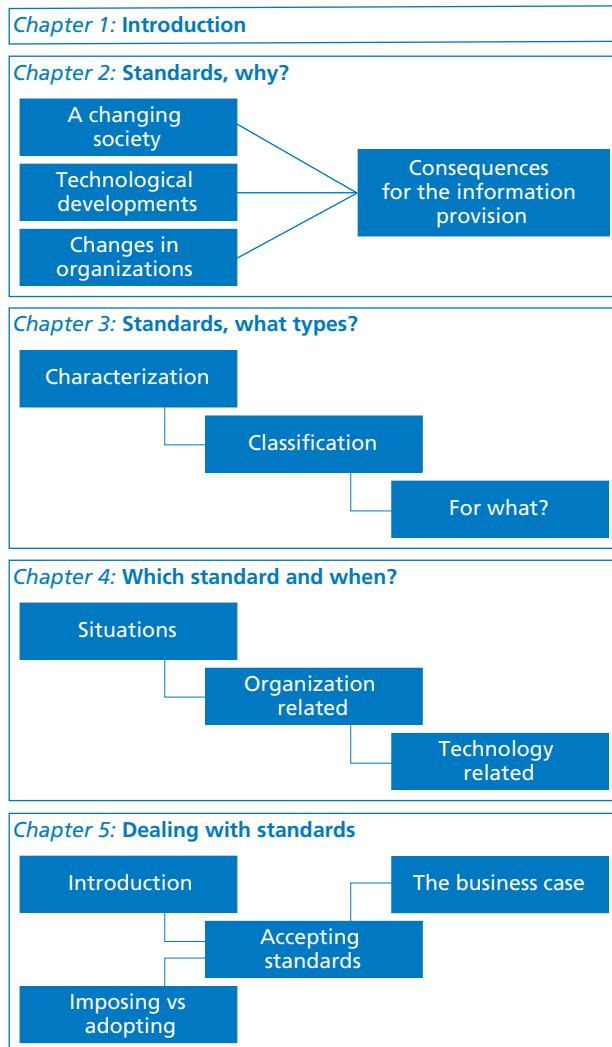 Chapter 1: Introduction
Chapter 2: Standards, why?
A changing
society
Technological
developments
Changes in
organizations
Consequences
for the information
provision
Chapter 3: Standards, what types?
Characterization
Classification
For what?
Chapter 4: Which standard and when?
Situations
Organization
related
Technology
related
Chapter 5: Dealing with standards
Introduction
The business case
Accepting
standards
Imposing vs
adopting